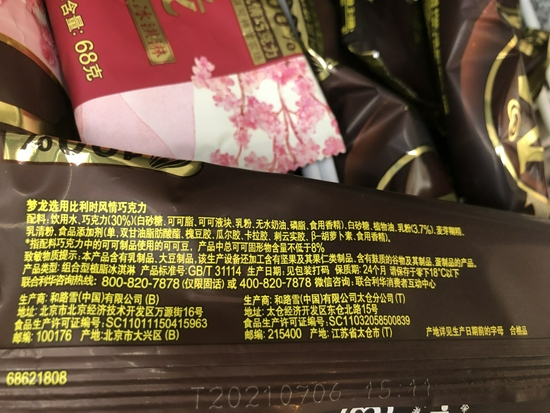 冰淇淋
含量: 68克
梦龙选用比利时风情巧克力
配料: 饮用水, 巧克力(30%)(白砂糖, 可可脂, 可可液块, 乳粉, 无水奶油, 磷脂, 食用香精), 白砂糖, 植物油, 乳粉(3.7%), 麦芽糊精,
乳清粉, 食品添加剂(单, 双甘油脂肪酸酯, 槐豆胶, 瓜尔胶, 卡拉胶, 刺云实胶, β-胡萝卜素, 食用香精)。
*指配料巧克力中的可可制品使用的可可豆。产品中总可可固形物含量不低于8%
致敏物质提示: 本产品含有乳制品, 大豆制品, 该生产设备还加工含有坚果及其果仁类制品, 含有麸质的谷物及其制品, 蛋制品的产品。
产品类型: 组合型植脂冰淇淋 产品标准号: GB/T 31114 生产日期: 见包装打码 保质期: 24个月 请保存于零下18°C以下
联合利华咨询热线: 800-820-7878 (仅限固话) 或 400-820-7878 微信咨询: 联合利华消费者互动中心
生产商: 和路雪(中国)有限公司 (B)
地址: 北京市北京经济技术开发区万源街16号
食品生产许可证编号: SC11011150415963
邮编: 100176 产地: 北京市大兴区 (B)
生产商: 和路雪(中国)有限公司太仓分公司 (T)
地址: 太仓经济开发区东仓北路15号
食品生产许可证编号: SC11032058500839
邮编: 215400 产地: 江苏省太仓市 (T)
产地详见生产日期前的字母 合格品
68621808
T20210706 15:11